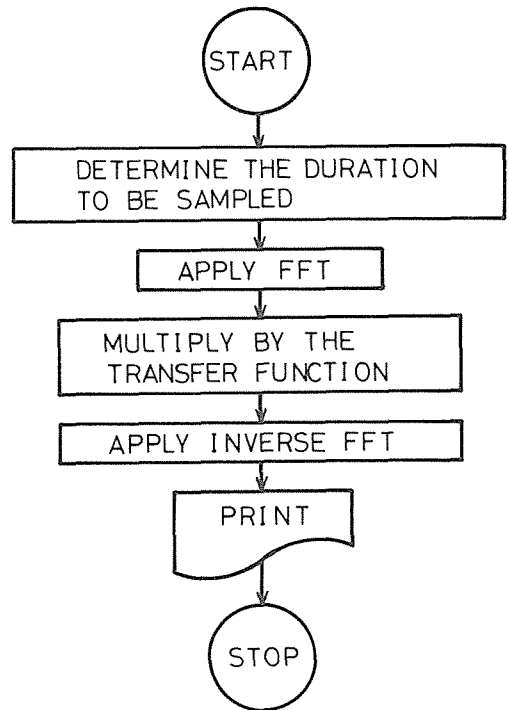 START
DETERMINE THE DURATION
TO BE SAMPLED
APPLY FFT
MULTIPLY BY THE
TRANSFER FUNCTION
APPLY INVERSE FFT
PRINT
STOP